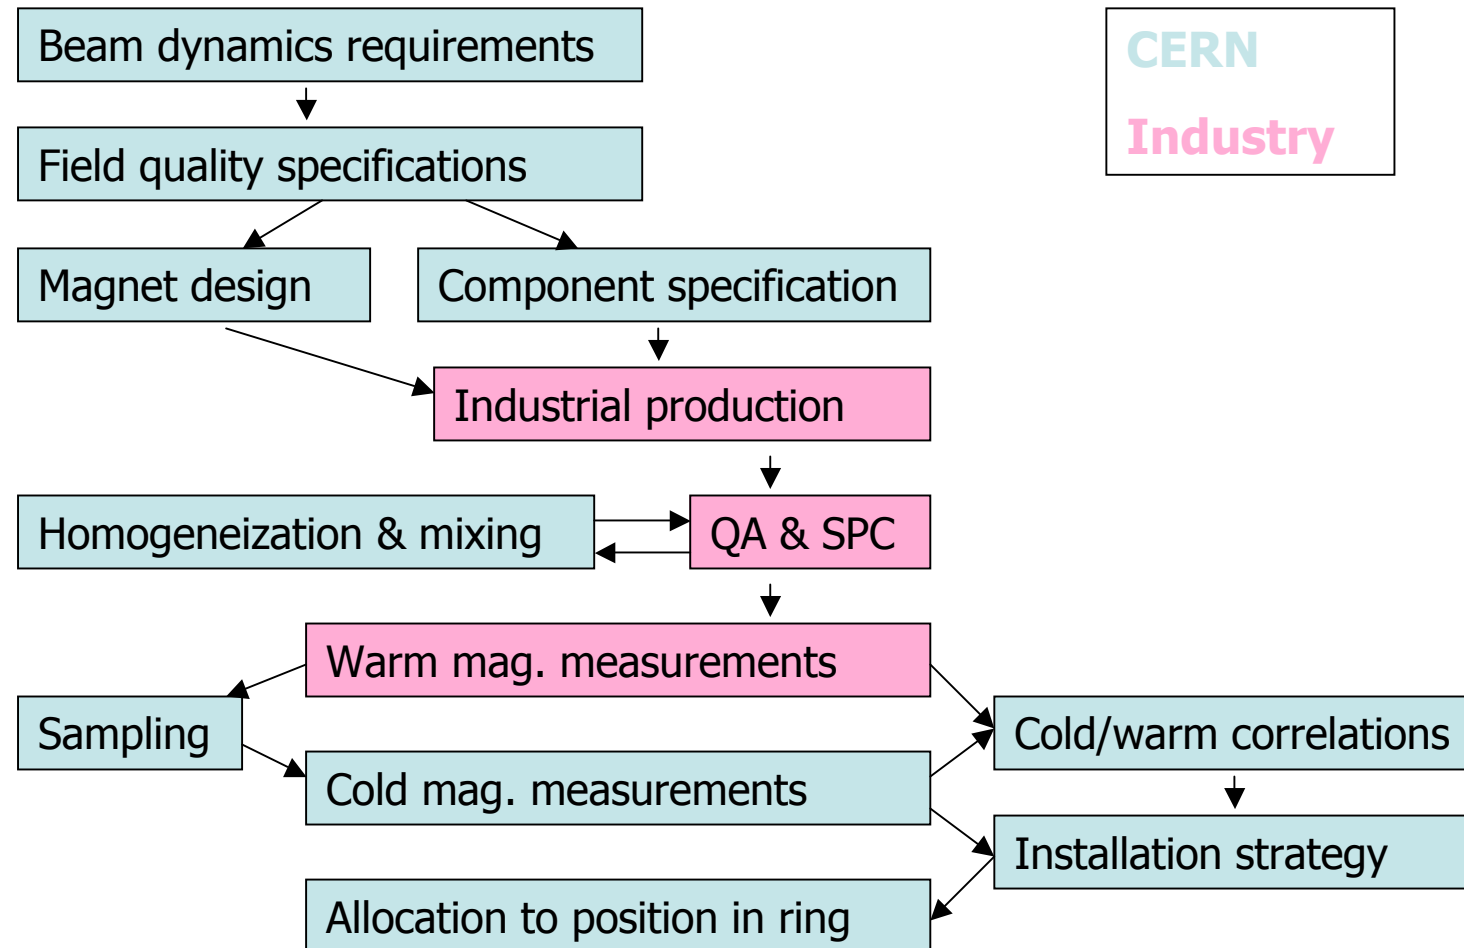 Beam dynamics requirements
CERN
Industry
Field quality specifications
Magnet design
Component specification
Industrial production
Homogeneization & mixing
QA & SPC
Warm mag. measurements
Sampling
Cold/warm correlations
Cold mag. measurements
Installation strategy
Allocation to position in ring